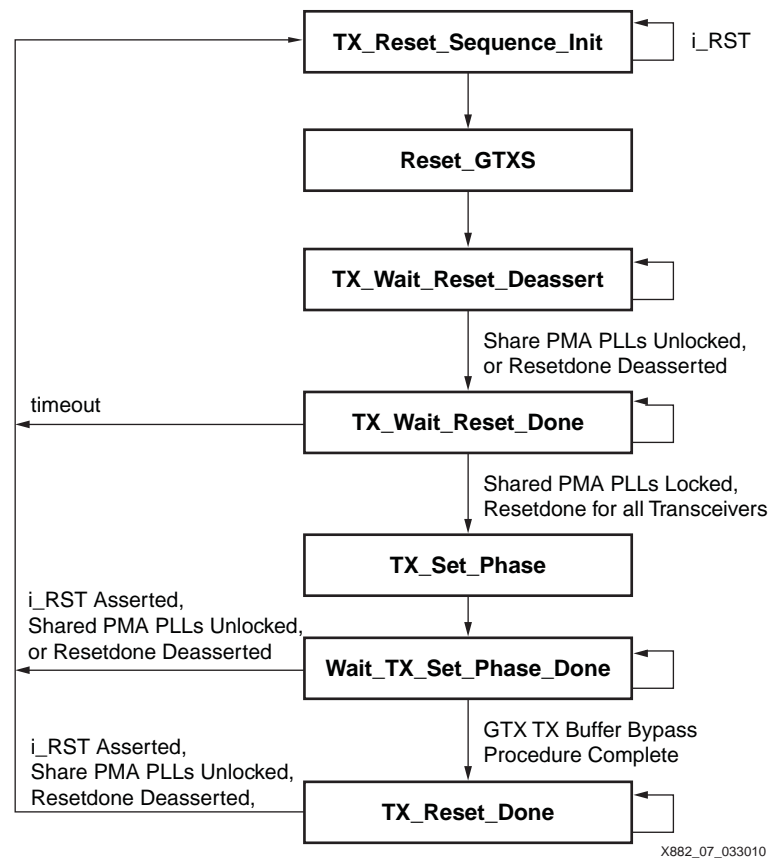 TX_Reset_Sequence_Init
i_RST
Reset_GTXS
TX_Wait_Reset_Deassert
Share PMA PLLs Unlocked,
or Resetdone Deasserted
timeout
TX_Wait_Reset_Done
Shared PMA PLLs Locked,
Resetdone for all Transceivers
TX_Set_Phase
i_RST Asserted,
Shared PMA PLLs Unlocked,
or Resetdone Deasserted
Wait_TX_Set_Phase_Done
GTX TX Buffer Bypass
Procedure Complete
i_RST Asserted,
Share PMA PLLs Unlocked,
Resetdone Deasserted,
TX_Reset_Done
X882_07_033010